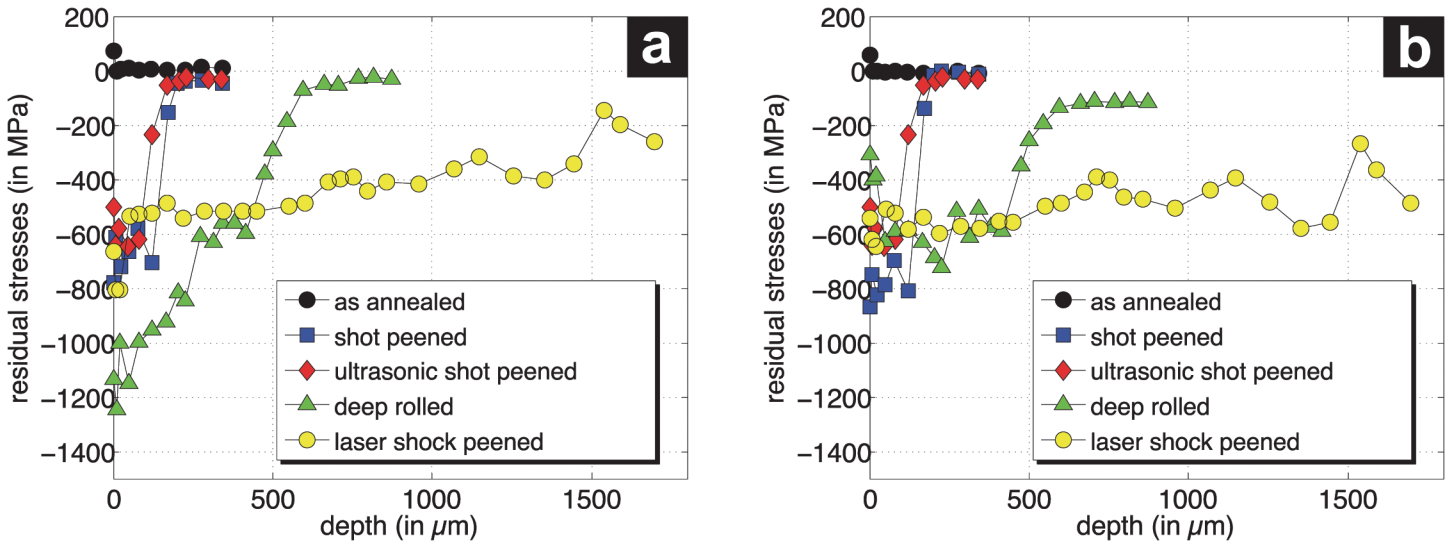 a
200
0
−200
−400
−600
−800
−1000
−1200
−1400
residual stresses (in MPa)
as annealed
shot peened
ultrasonic shot peened
deep rolled
laser shock peened
0 500 1000 1500
depth (in μm)
b
200
0
−200
−400
−600
−800
−1000
−1200
−1400
residual stresses (in MPa)
as annealed
shot peened
ultrasonic shot peened
deep rolled
laser shock peened
0 500 1000 1500
depth (in μm)